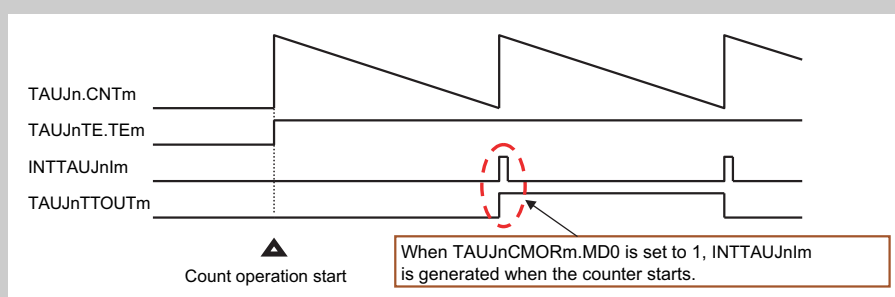 TAUJn.CNTm
TAUJnTE.TEm
INTTAUJnIm
TAUJnTTOUTm
Count operation start
When TAUJnCMORm.MD0 is set to 1, INTTAUJnIm
is generated when the counter starts.